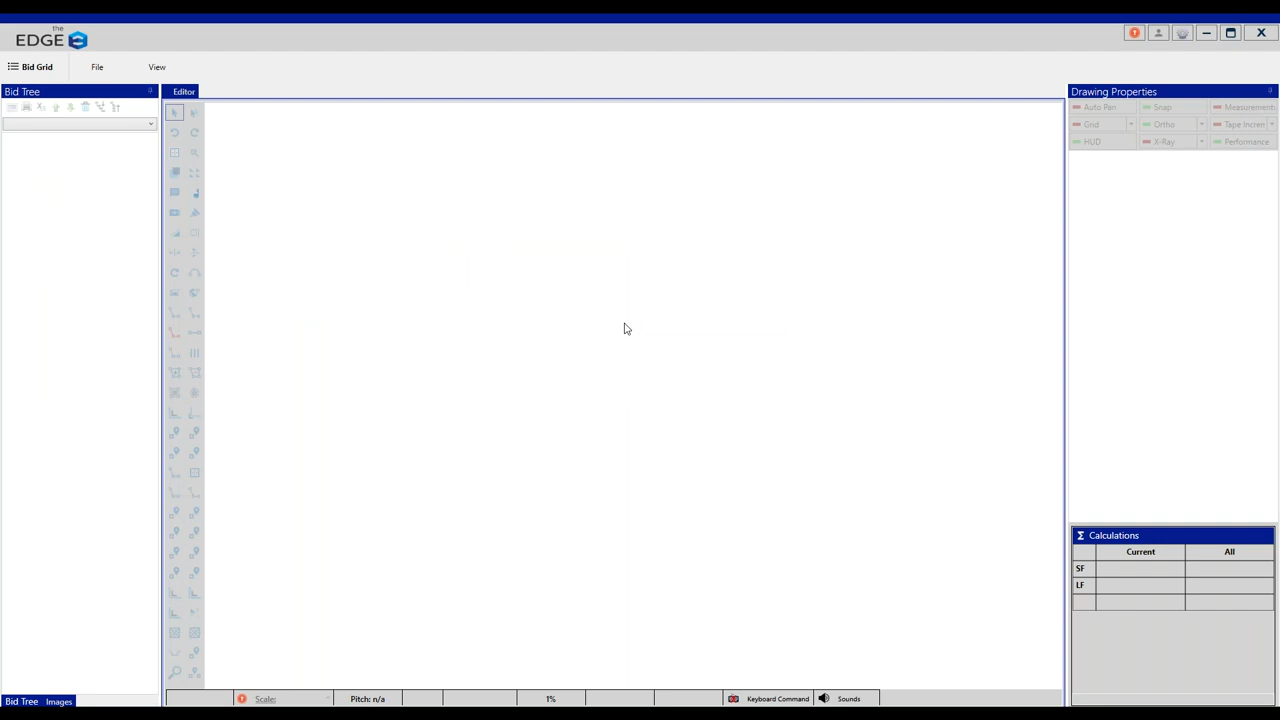 the
EDGE
Bid Grid File View
Bid Tree
Editor
Drawing Properties
Auto Pan Snap Measurement
Grid Ortho Tape Increm
HUD X-Ray Performance
Calculations
Current All
SF
LF
Bid Tree Images
Scale: Pitch: n/a 1% Keyboard Command Sounds